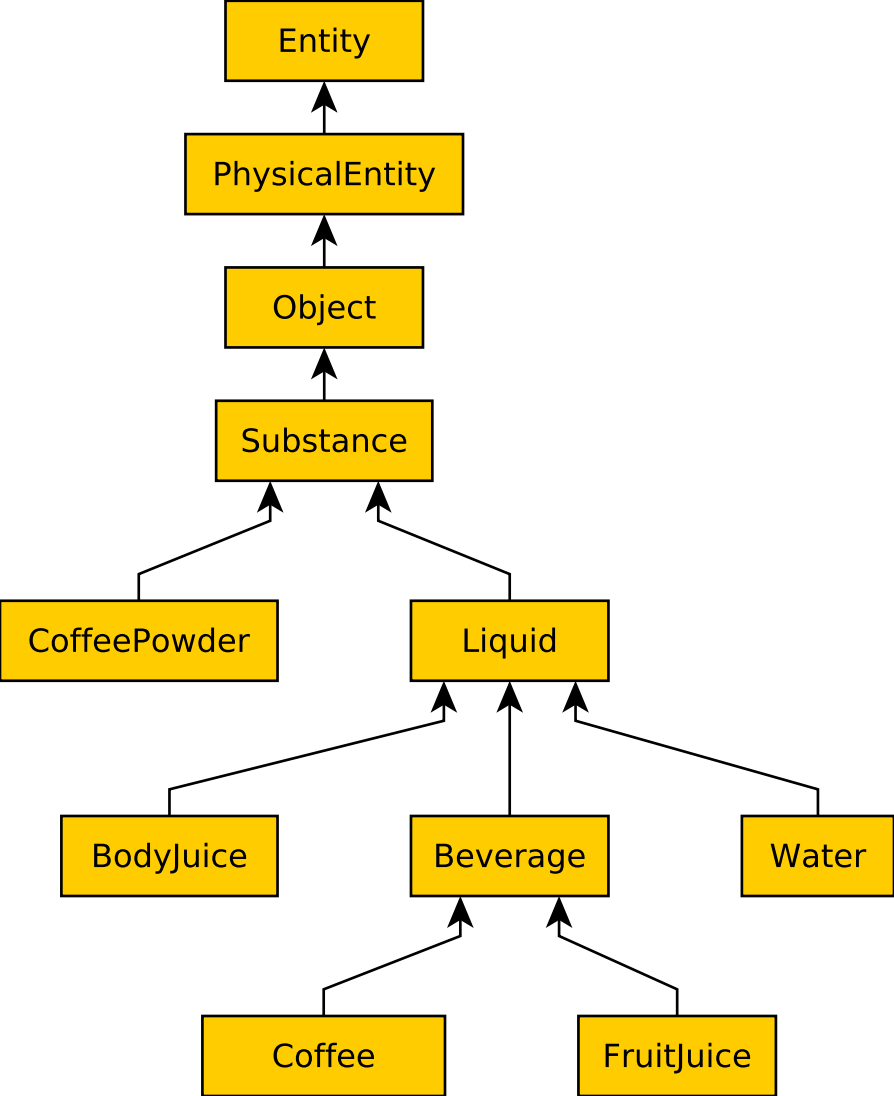 Entity
PhysicalEntity
Object
Substance
CoffeePowder
Liquid
BodyJuice
Beverage
Water
Coffee
FruitJuice